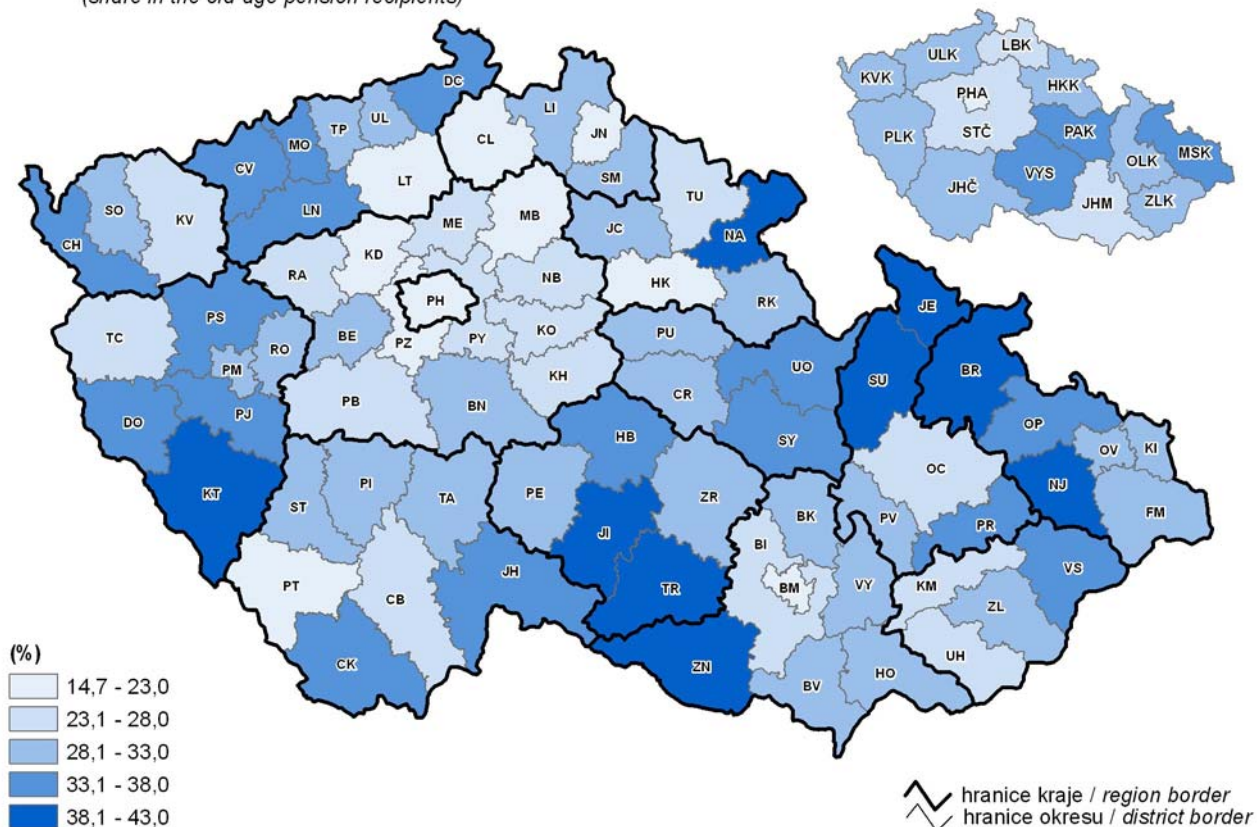 (share in the old-age pension recipients)
DC
LI
JN
CL
UL
TP
MO
CV
LT
SM
LN
SO
KV
CH
TU
NA
ME
MB
JC
KD
RA
NB
HK
RK
PH
TC
PS
BE
PZ
PY
KO
PU
RO
PM
KH
UO
JE
SU
BR
PB
BN
CR
DO
PJ
HB
SY
OP
OV
KI
KT
ST
PI
TA
PE
ZR
OC
NJ
FM
JI
BK
PV
PR
BI
VS
JH
TR
BM
VY
KM
ZL
PT
CB
UH
CK
ZN
BV
HO
LBK
ULK
KVK
HKK
PHA
STČ
PLK
PAK
OLK
MSK
VYS
JHČ
JHM
ZLK
(%)
14,7 - 23,0
23,1 - 28,0
28,1 - 33,0
33,1 - 38,0
38,1 - 43,0
hranice kraje / region border
hranice okresu / district border